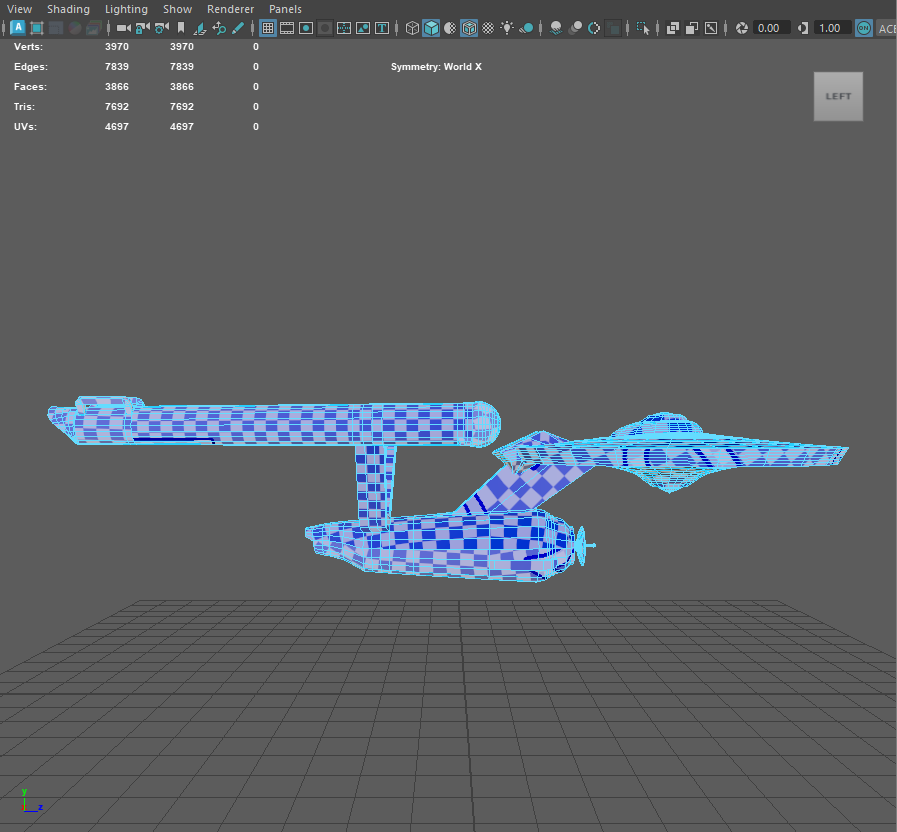 View Shading Lighting Show Renderer Panels
A T 0.00 1.00 ON ACE
Verts: 3970 3970 0
Edges: 7839 7839 0
Symmetry: World X
Faces: 3866 3866 0
LEFT
Tris: 7692 7692 0
UVs: 4697 4697 0
y
z